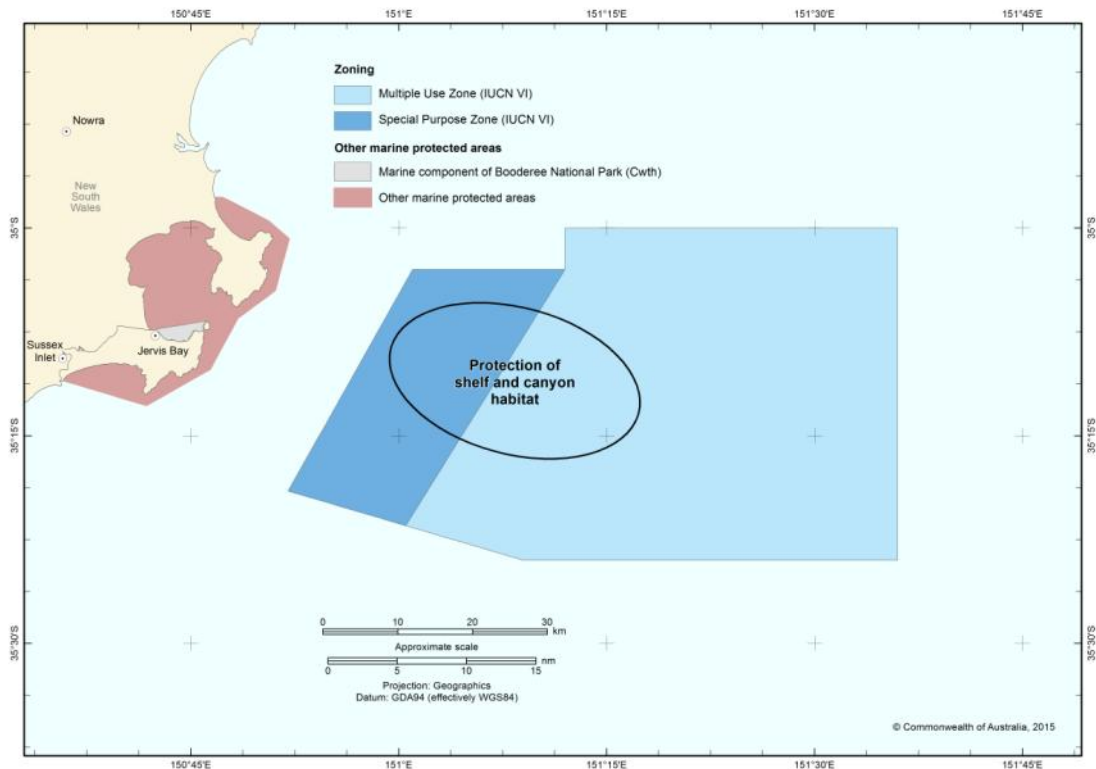 150°45'E
151°E
151°15'E
151°30'E
151°45'E
Zoning
Multiple Use Zone (IUCN VI)
Special Purpose Zone (IUCN VI)
Other marine protected areas
Marine component of Booderee National Park (Cwth)
Other marine protected areas
Nowra
New
South
Wales
35°S
35°S
Sussex
Inlet
Jervis Bay
Protection of
shelf and canyon
habitat
35°15'S
35°15'S
0 10 20 30 km
Approximate scale
0 5 10 15 nm
35°30'S
35°30'S
Projection: Geographics
Datum: GDA94 (effectively WGS84)
© Commonwealth of Australia, 2015
150°45'E
151°E
151°15'E
151°30'E
151°45'E